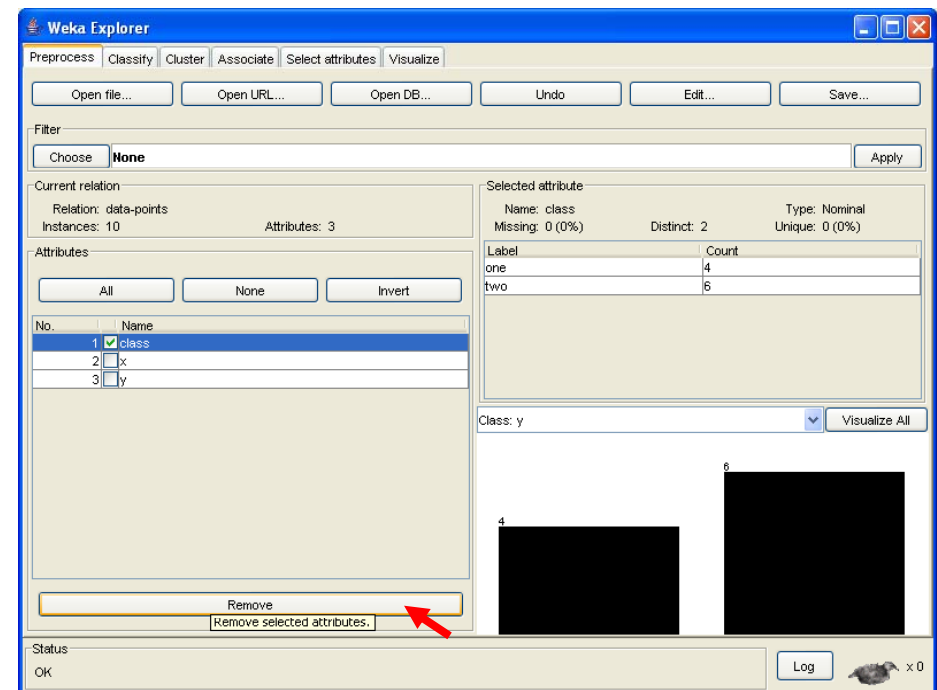 Weka Explorer
Preprocess Classify Cluster Associate Select attributes Visualize
Open file... Open URL... Open DB... Undo Edit... Save...
Filter
Choose None Apply
Current relation
Relation: data-points
Instances: 10 Attributes: 3
Attributes
All None Invert
No. Name
1 class
2 x
3 y
Remove
Remove selected attributes.
Selected attribute
Name: class Type: Nominal
Missing: 0 (0%) Distinct: 2 Unique: 0 (0%)
Label Count
one 4
two 6
Class: y Visualize All
4
6
Status
OK
Log x 0